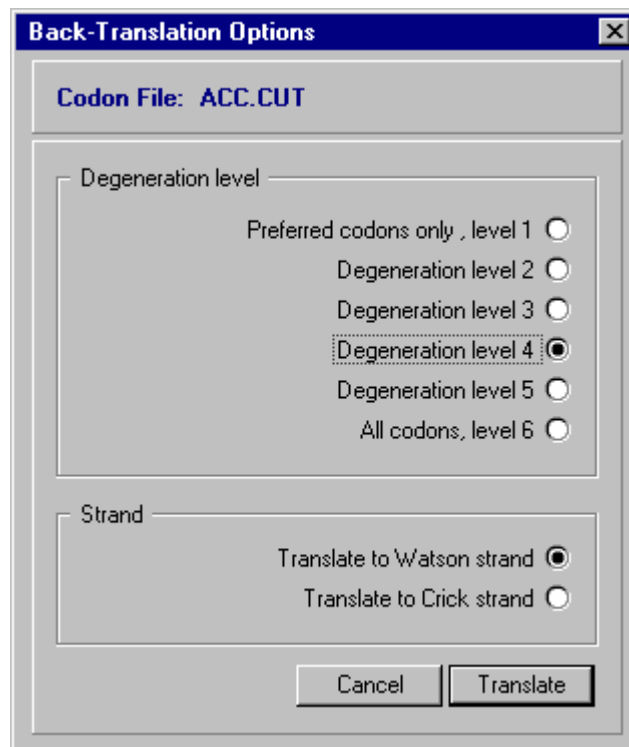 Back-Translation Options
Codon File: ACC.CUT
Degeneration level
Preferred codons only , level 1
Degeneration level 2
Degeneration level 3
Degeneration level 4
Degeneration level 5
All codons, level 6
Strand
Translate to Watson strand
Translate to Crick strand
Cancel Translate